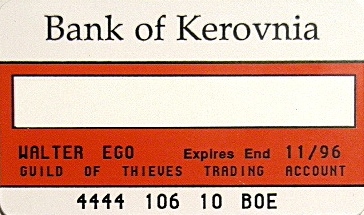 Bank of Kerovnia
WALTER EGO Expires End 11/96
GUILD OF THIEVES TRADING ACCOUNT
4444 106 10 BOE